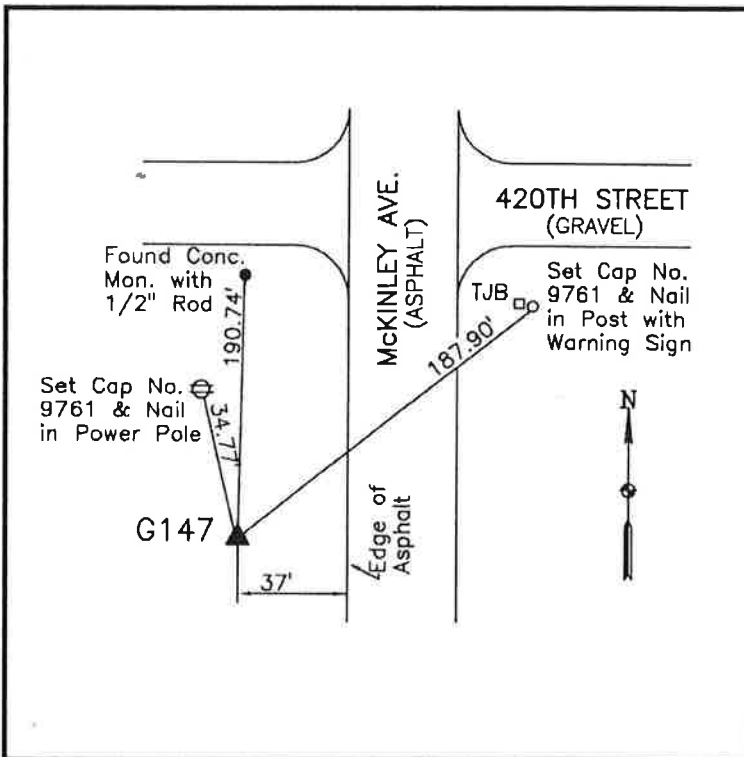 420TH STREET
(GRAVEL)
McKINLEY AVE.
(ASPHALT)
Found Conc.
Mon. with
1/2" Rod
190.74'
TJB
Set Cap No.
9761 & Nail
in Post with
Warning Sign
187.90'
Set Cap No.
9761 & Nail
in Power Pole
34.77'
N
G147
Edge of
Asphalt
37'